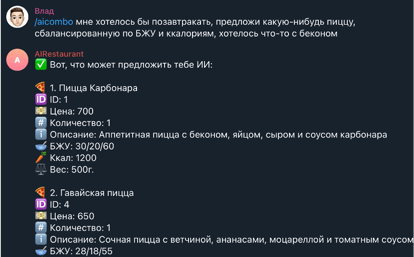 Влад
/aicombo мне хотелось бы позавтракать, предложи какую-нибудь пиццу,
сбалансированную по БЖУ и ккалориям, хотелось что-то с беконом
A
AIRestaurant
✅ Вот, что может предложить тебе ИИ:
🍕 1. Пицца Карбонара
🆔 ID: 1
💴 Цена: 700
#️⃣ Количество: 1
ℹ️ Описание: Аппетитная пицца с беконом, яйцом, сыром и соусом карбонара
🥣 БЖУ: 30/20/60
🥕 Ккал: 1200
Вес: 500г.
🍕 2. Гавайская пицца
🆔 ID: 4
💴 Цена: 650
#️⃣ Количество: 1
ℹ️ Описание: Сочная пицца с ветчиной, ананасами, моцареллой и томатным соусом
🥣 БЖУ: 28/18/55